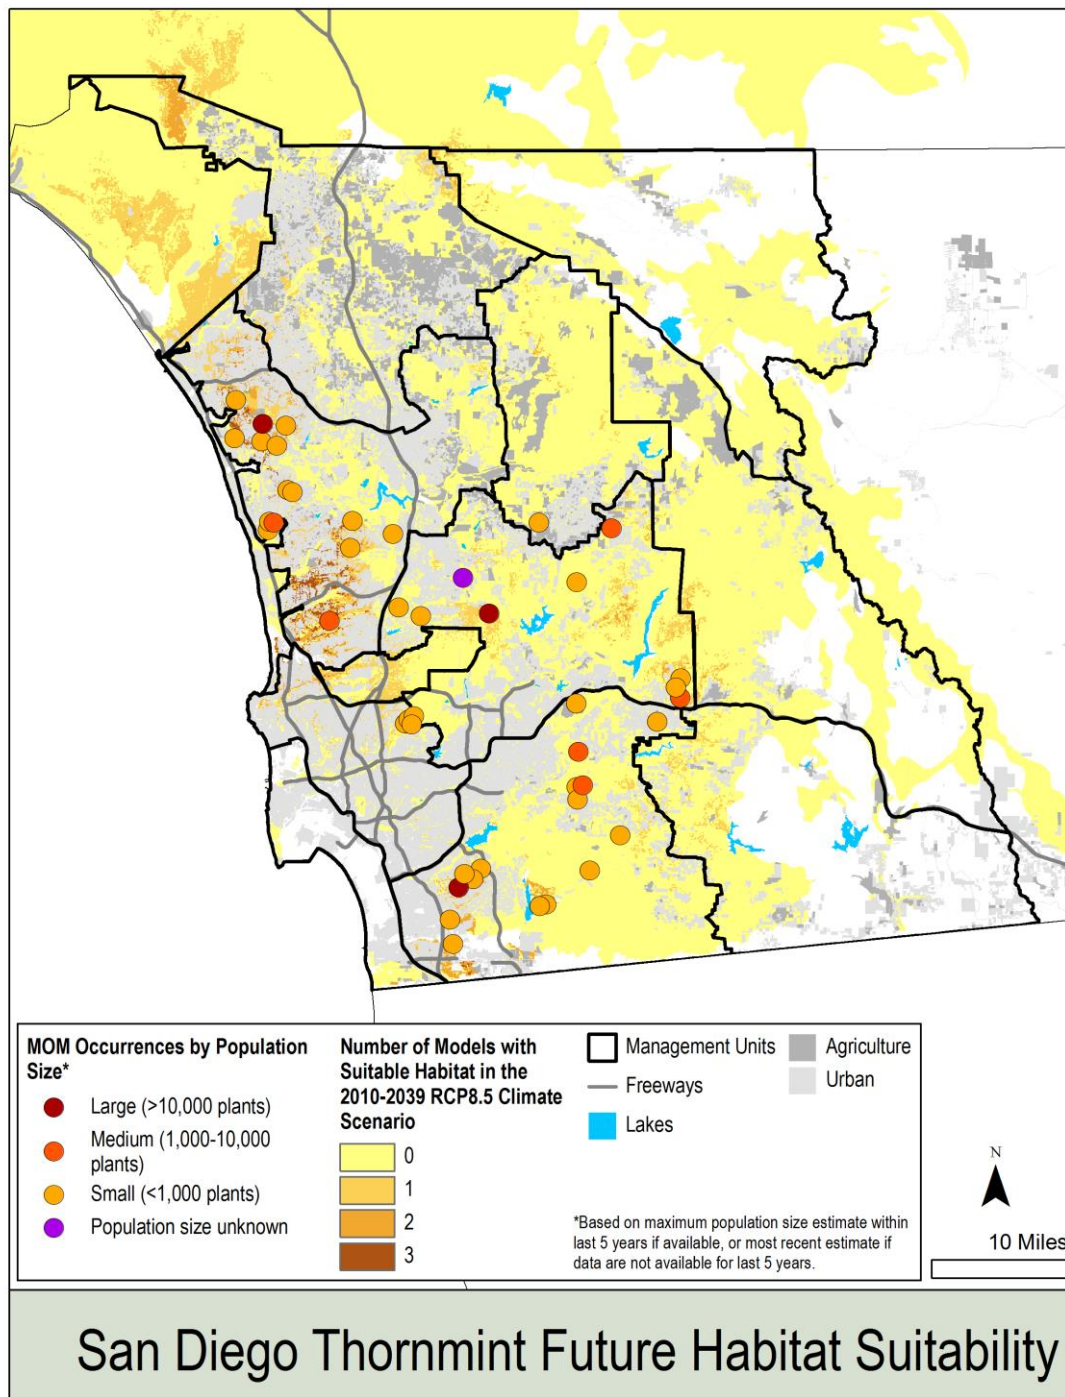 MOM Occurrences by Population
Size*
Large (>10,000 plants)
Medium (1,000-10,000
plants)
Small (<1,000 plants)
Population size unknown
Number of Models with
Suitable Habitat in the
2010-2039 RCP8.5 Climate
Scenario
0
1
2
3
Management Units
Freeways
Lakes
Agriculture
Urban
*Based on maximum population size estimate within
last 5 years if available, or most recent estimate if
data are not available for last 5 years.
N
10 Miles
San Diego Thornmint Future Habitat Suitability